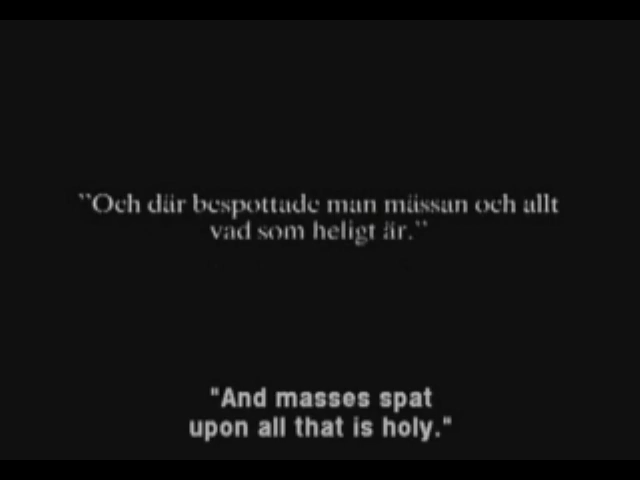 ``Och där bespottade man mässan och allt
vad som heligt är.``
"And masses spat
upon all that is holy."